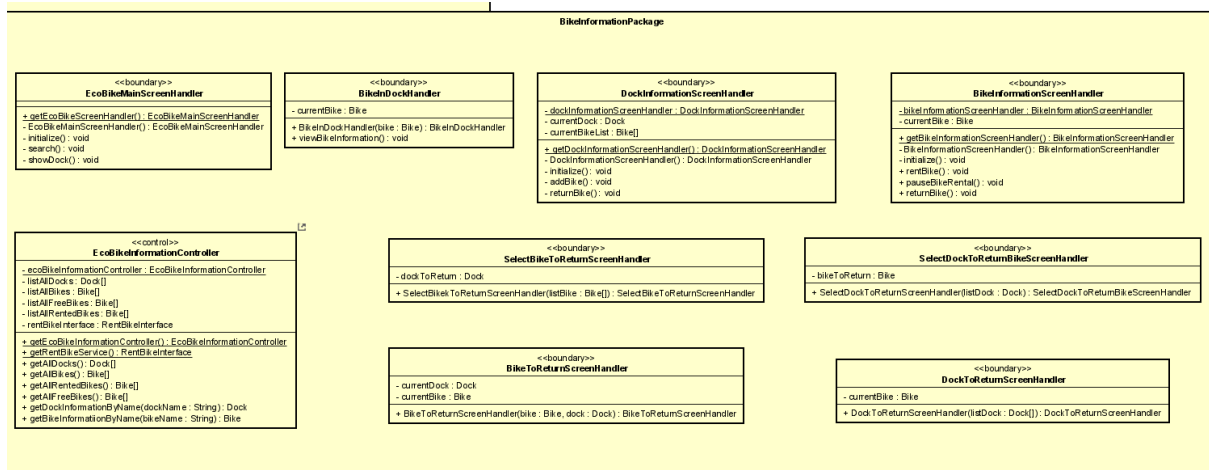 BikeInformationPackage
<<boundary>>
EcoBikeMainScreenHandler
+ getEcoBikeScreenHandler() : EcoBikeMainScreenHandler
- EcoBikeMainScreenHandler() : EcoBikeMainScreenHandler
- initialize() : void
- search() : void
- showDock() : void
<<boundary>>
BikeInDockHandler
- currentBike : Bike
+ BikeInDockHandler(bike : Bike) : BikeInDockHandler
+ viewBikeInformation() : void
<<boundary>>
DockInformationScreenHandler
- dockInformationScreenHandler : DockInformationScreenHandler
- currentDock : Dock
- currentBikeList : Bike[]
+ getDockInformationScreenHandler() : DockInformationScreenHandler
- DockInformationScreenHandler() : DockInformationScreenHandler
- initialize() : void
- addBike() : void
- returnBike() : void
<<boundary>>
BikeInformationScreenHandler
- bikeInformationScreenHandler : BikeInformationScreenHandler
- currentBike : Bike
+ getBikeInformationScreenHandler() : BikeInformationScreenHandler
- BikeInformationScreenHandler() : BikeInformationScreenHandler
- initialize() : void
+ rentBike() : void
+ pauseBikeRental() : void
+ returnBike() : void
<<control>>
EcoBikeInformationController
- ecoBikeInformationController : EcoBikeInformationController
- listAllDocks : Dock[]
- listAllBikes : Bike[]
- listAllFreeBikes : Bike[]
- listAllRentedBikes : Bike[]
- rentBikeInterface : RentBikeInterface
+ getEcoBikeInformationController() : EcoBikeInformationController
+ getRentBikeService() : RentBikeInterface
+ getAllDocks() : Dock[]
+ getAllBikes() : Bike[]
+ getAllRentedBikes() : Bike[]
+ getAllFreeBikes() : Bike[]
+ getDockInformationByName(dockName : String) : Dock
+ getBikeInformatiionByName(bikeName : String) : Bike
<<boundary>>
SelectBikeToReturnScreenHandler
- dockToReturn : Dock
+ SelectBikekToReturnScreenHandler(listBike : Bike[]) : SelectBikeToReturnScreenHandler
<<boundary>>
SelectDockToReturnBikeScreenHandler
- bikeToReturn : Bike
+ SelectDockToReturnScreenHandler(listDock : Dock) : SelectDockToReturnBikeScreenHandler
<<boundary>>
BikeToReturnScreenHandler
- currentDock : Dock
- currentBike : Bike
+ BikeToReturnScreenHandler(bike : Bike, dock : Dock) : BikeToReturnScreenHandler
<<boundary>>
DockToReturnScreenHandler
- currentBike : Bike
+ DockToReturnScreenHandler(listDock : Dock[]) : DockToReturnScreenHandler